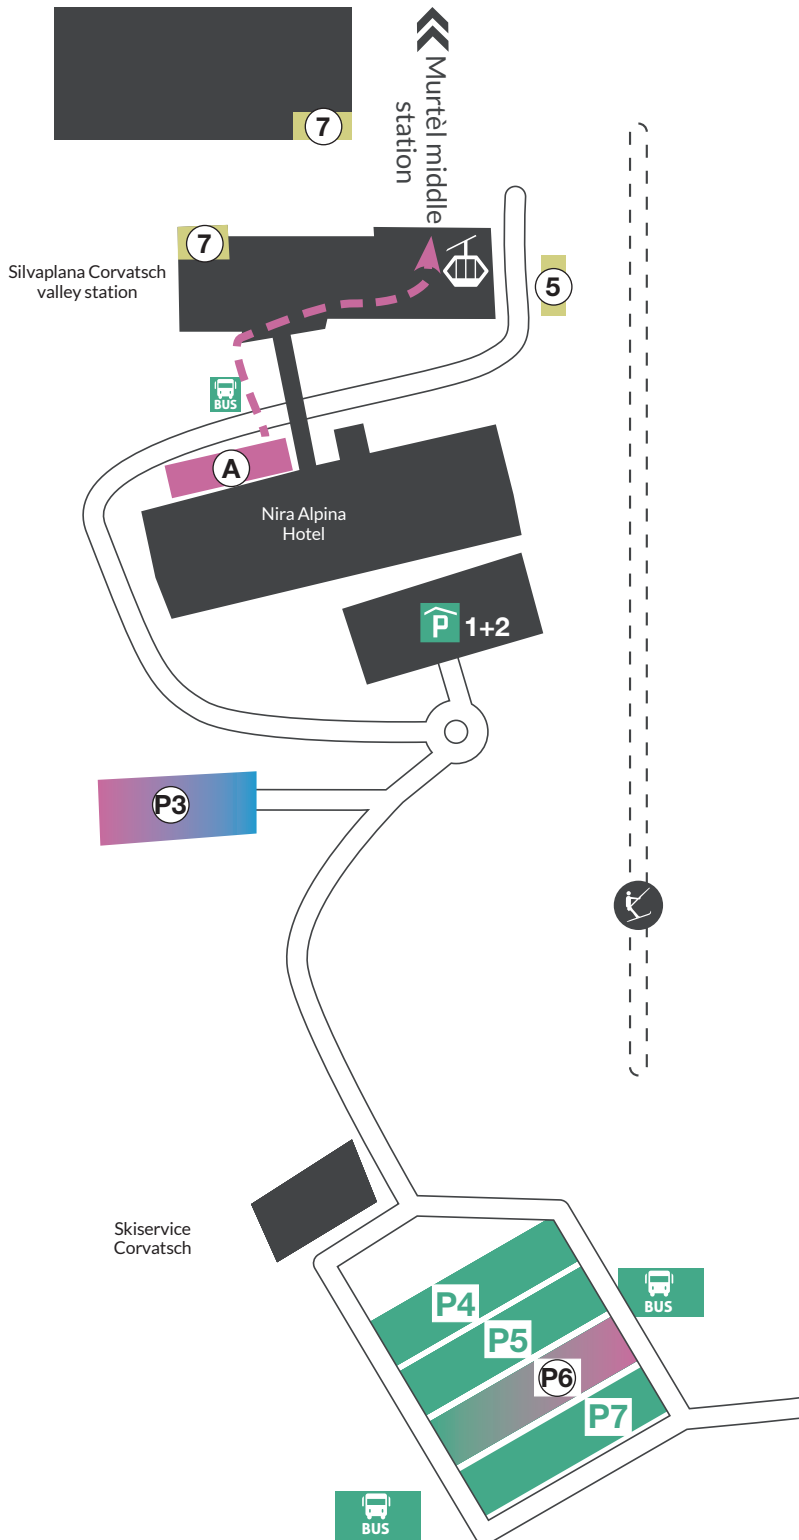 Murtèl middle
station
7
7
Silvaplana Corvatsch
valley station
5
BUS
A
Nira Alpina
Hotel
P 1+2
P3
Skiservice
Corvatsch
P4
BUS
P5
P6
P7
BUS